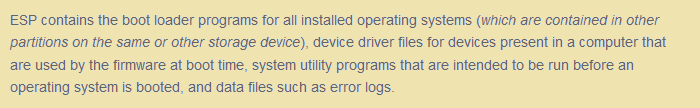 ESP contains the boot loader programs for all installed operating systems (which are contained in other
partitions on the same or other storage device), device driver files for devices present in a computer that
are used by the firmware at boot time, system utility programs that are intended to be run before an
operating system is booted, and data files such as error logs.